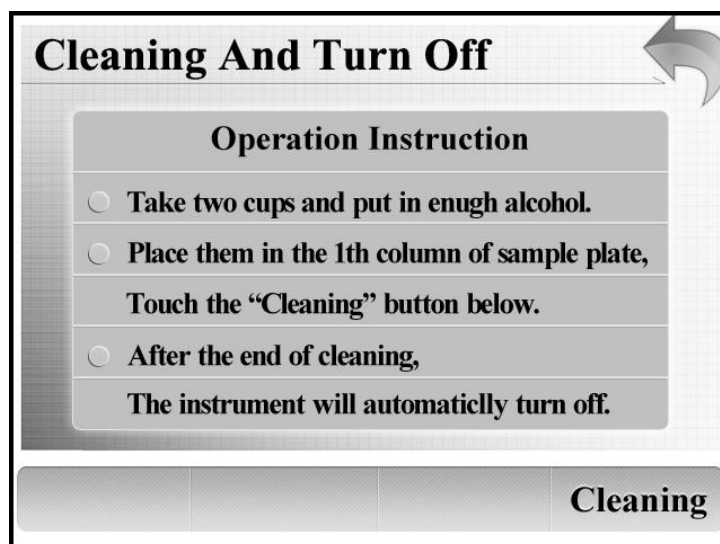 Cleaning And Turn Off
Operation Instruction
Take two cups and put in enugh alcohol.
Place them in the 1th column of sample plate,
Touch the “Cleaning” button below.
After the end of cleaning,
The instrument will automaticlly turn off.
Cleaning